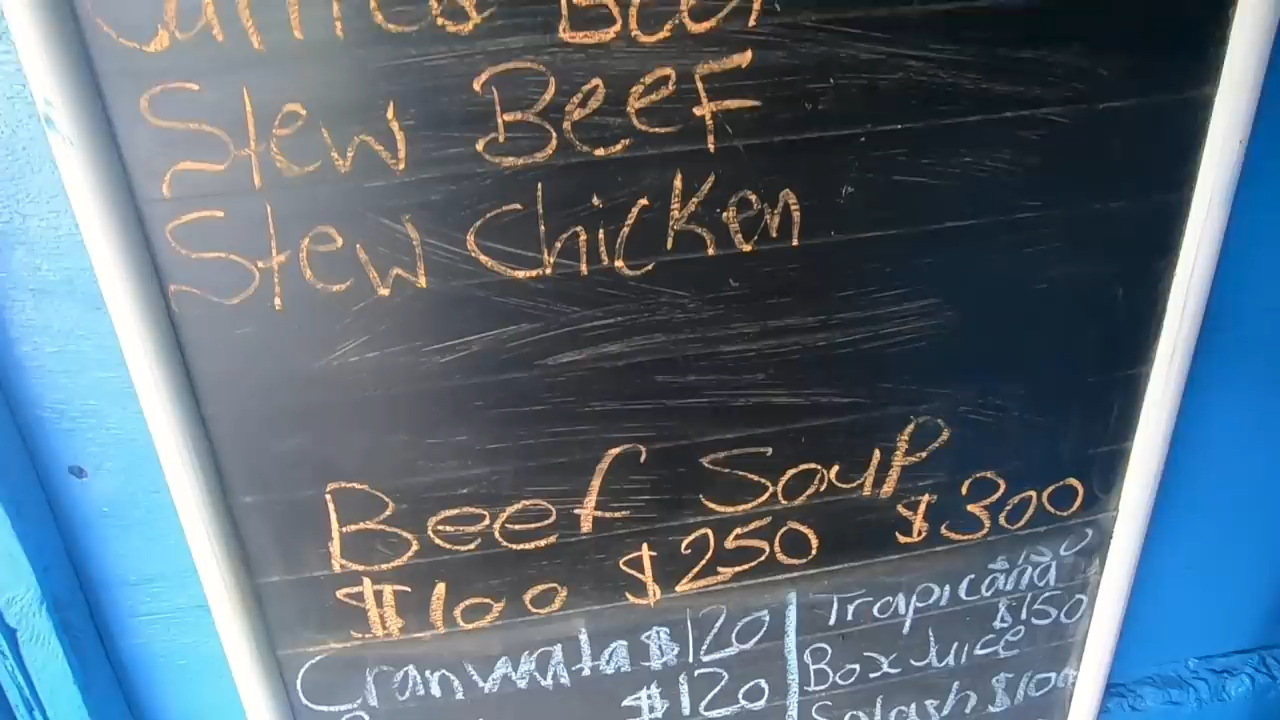 Stew BeeF
Stew Chicken
Beef Soup
$100 $250 $300
Cranwata $120
$120
Trapicana
$150
Box Juice
Splash $100